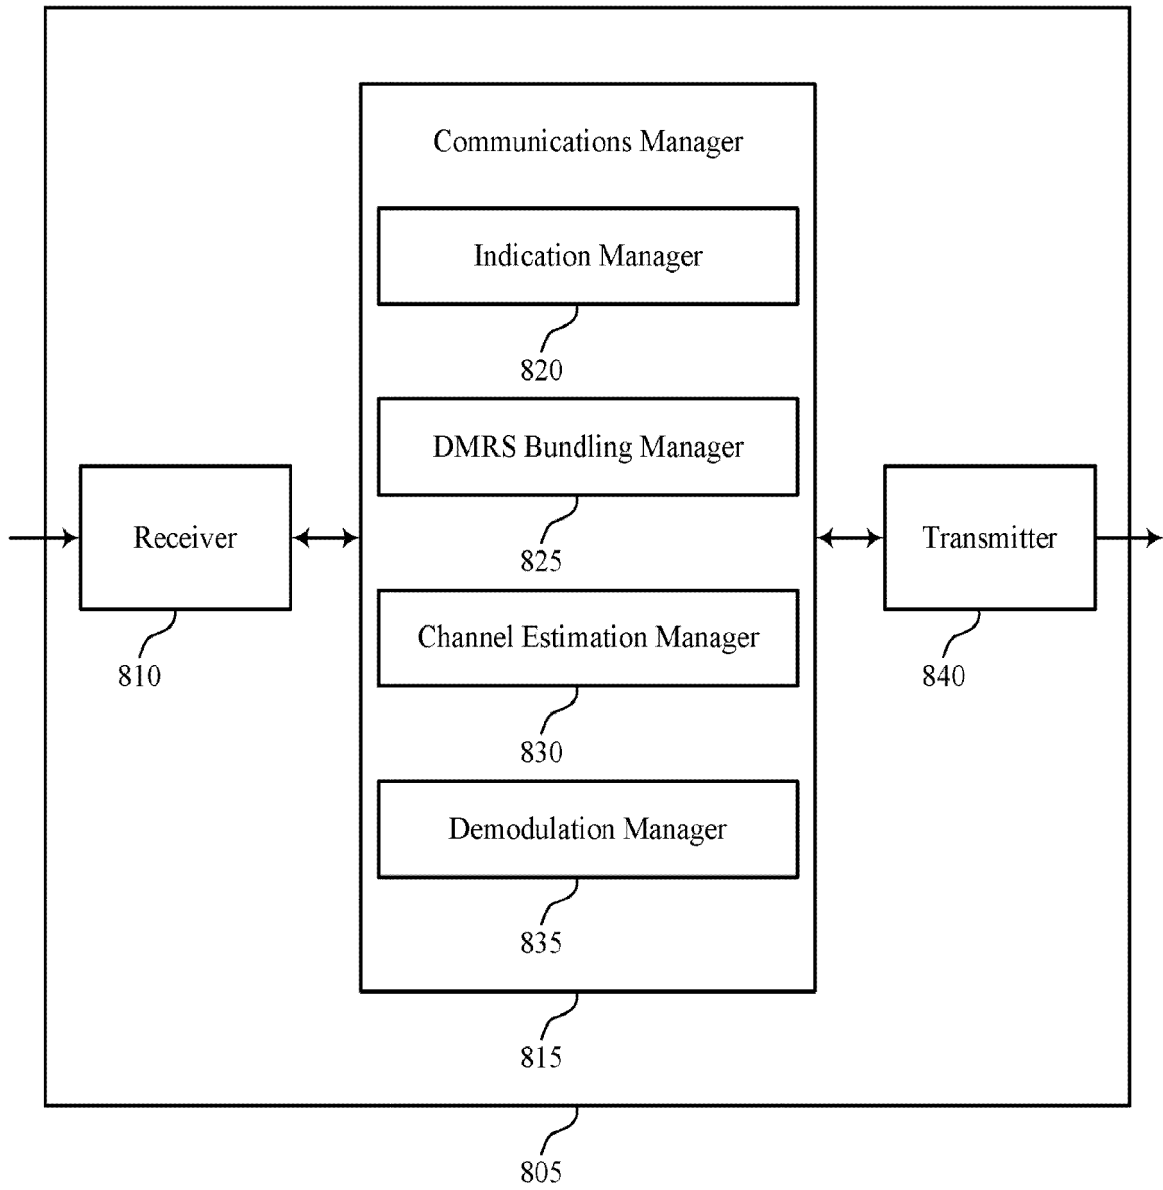 Communications Manager
Indication Manager
820
DMRS Bundling Manager
825
Receiver
810
Transmitter
840
Channel Estimation Manager
830
Demodulation Manager
835
815
805